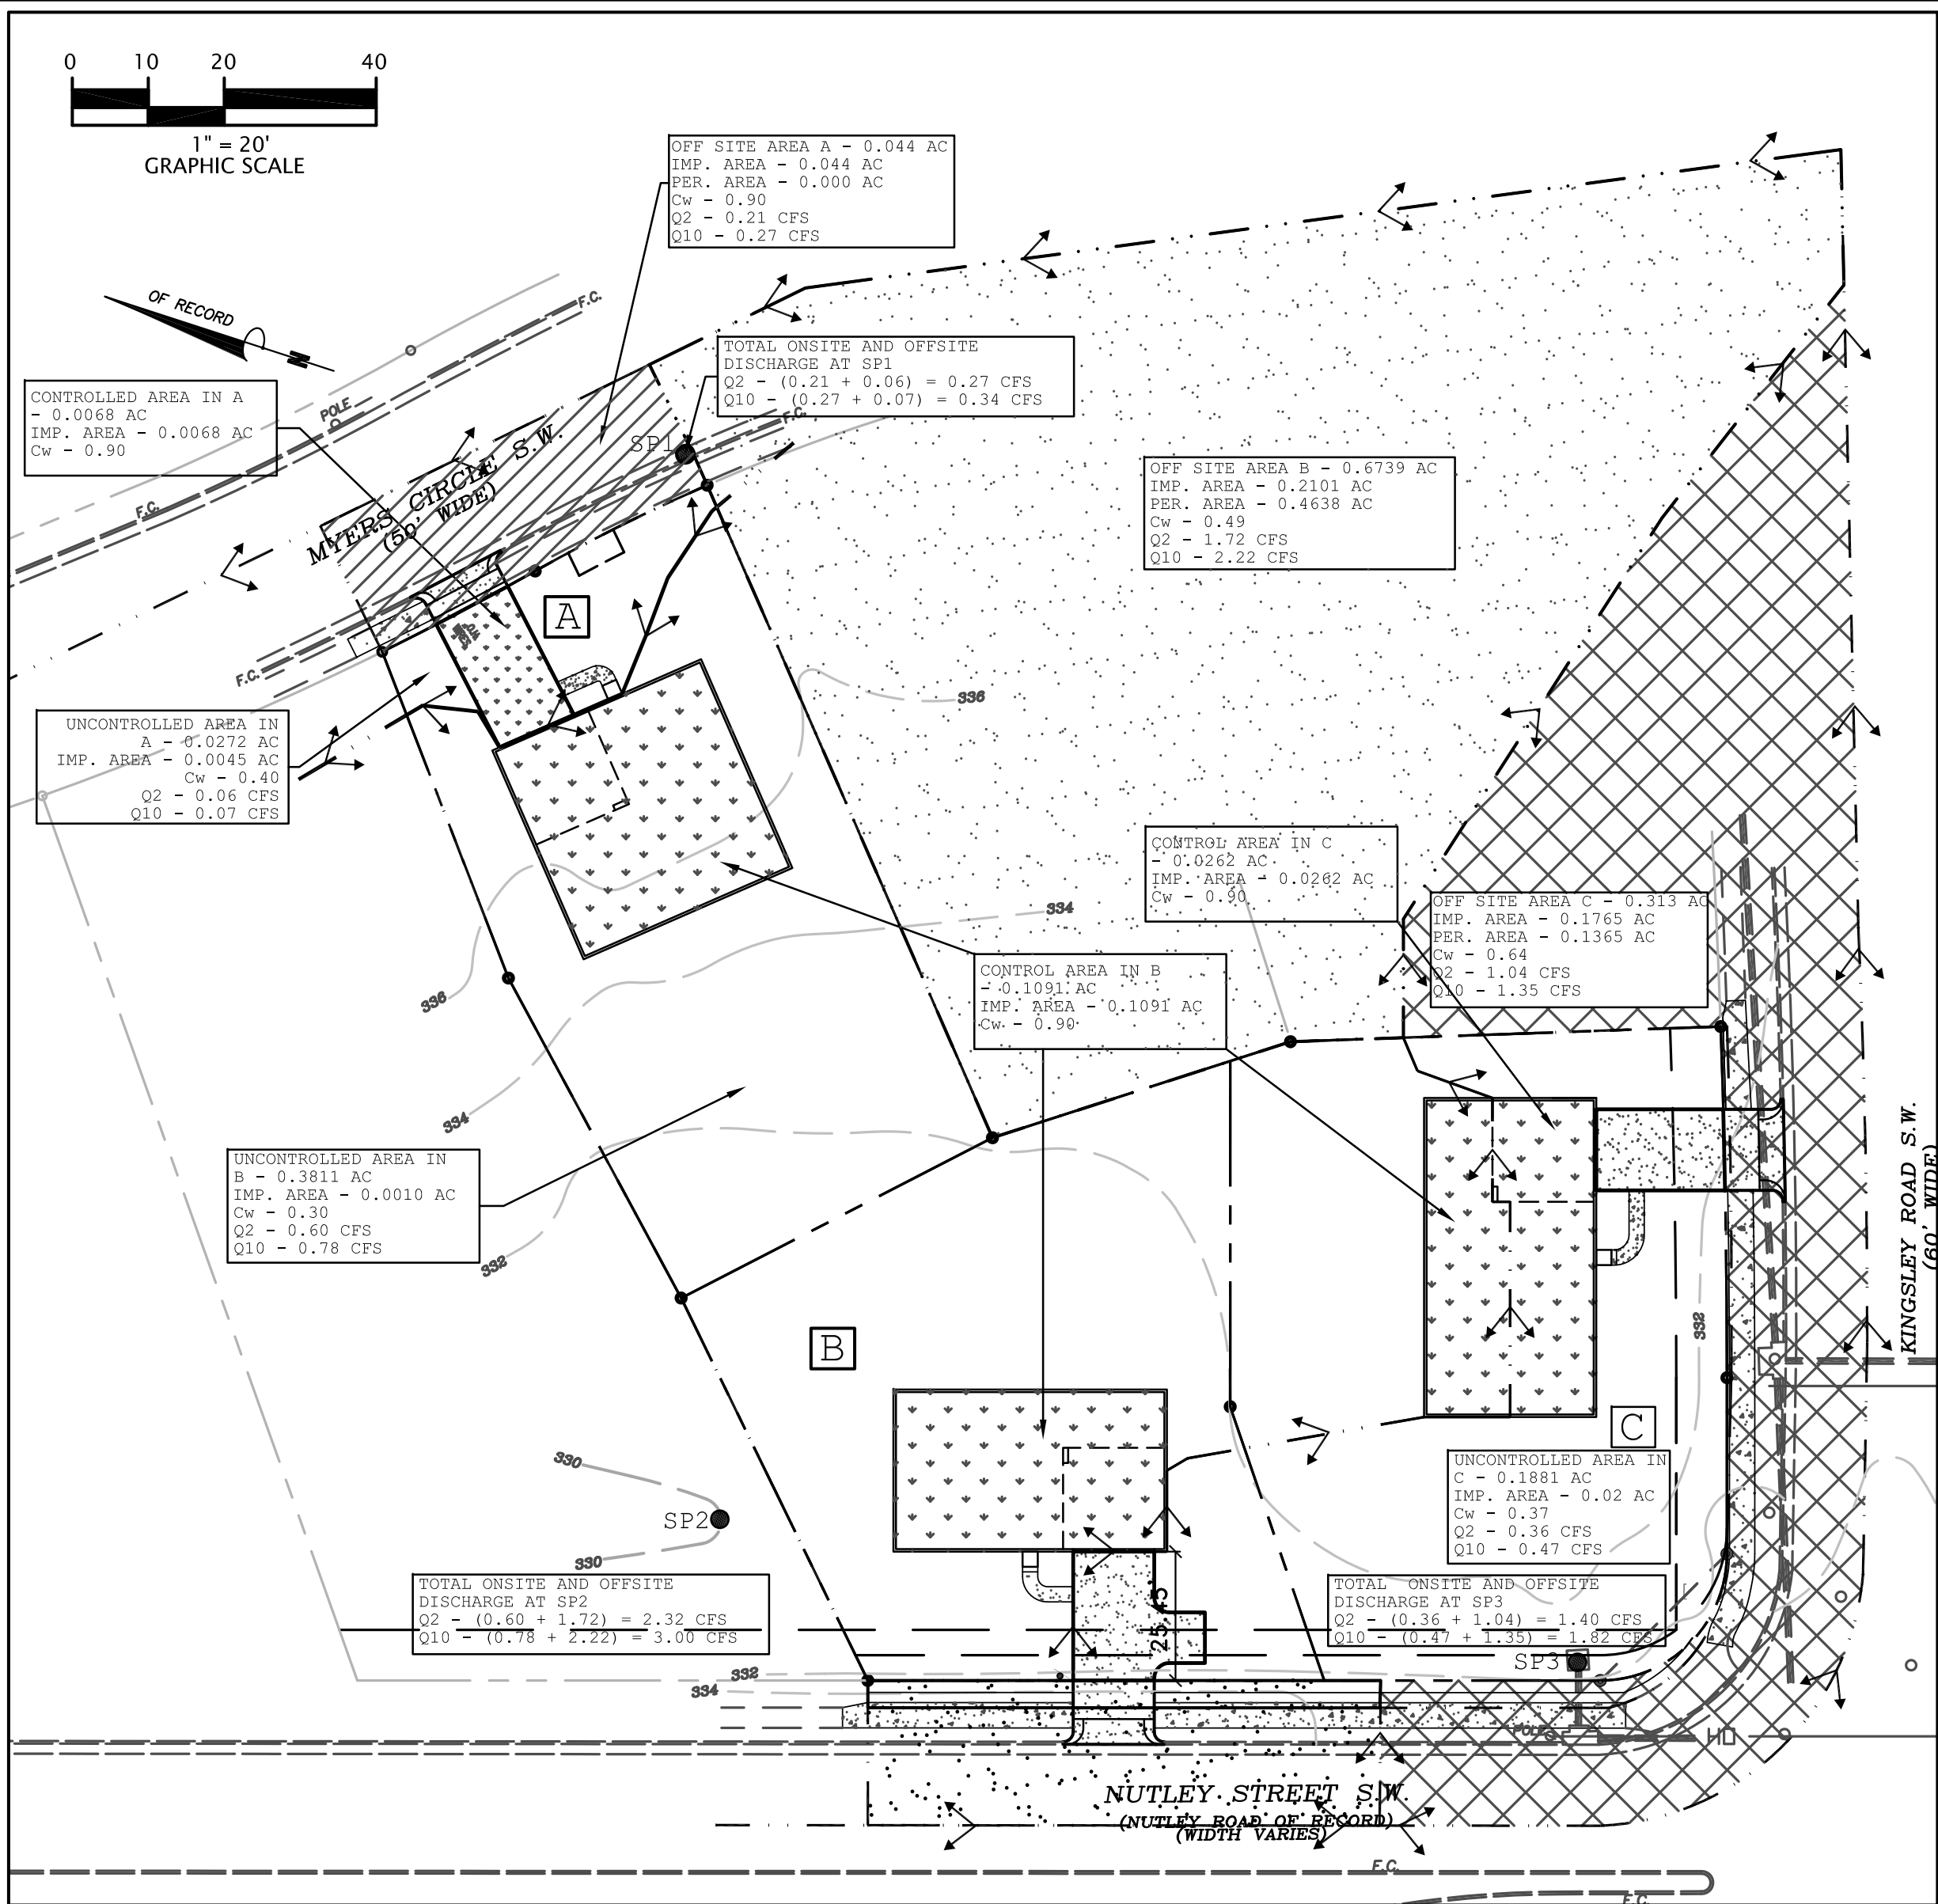 0 10 20 40
1" = 20'
GRAPHIC SCALE
OFF SITE AREA A - 0.044 AC
IMP. AREA - 0.044 AC
PER. AREA - 0.000 AC
Cw - 0.90
Q2 - 0.21 CFS
Q10 - 0.27 CFS
OF RECORD
N
F.C.
TOTAL ONSITE AND OFFSITE
DISCHARGE AT SP1
Q2 - (0.21 + 0.06) = 0.27 CFS
Q10 - (0.27 + 0.07) = 0.34 CFS
CONTROLLED AREA IN A
- 0.0068 AC
IMP. AREA - 0.0068 AC
Cw - 0.90
POLE
F.C.
SP1
F.C.
MYERS CIRCLE S.W.
(50' WIDE)
OFF SITE AREA B - 0.6739 AC
IMP. AREA - 0.2101 AC
PER. AREA - 0.4638 AC
Cw - 0.49
Q2 - 1.72 CFS
Q10 - 2.22 CFS
A
F.C.
336
UNCONTROLLED AREA IN
A - 0.0272 AC
IMP. AREA - 0.0045 AC
Cw - 0.40
Q2 - 0.06 CFS
Q10 - 0.07 CFS
CONTROL AREA IN C
- 0.0262 AC
IMP. AREA - 0.0262 AC
Cw - 0.90
334
OFF SITE AREA C - 0.313 AC
IMP. AREA - 0.1765 AC
PER. AREA - 0.1365 AC
Cw - 0.64
Q2 - 1.04 CFS
Q10 - 1.35 CFS
CONTROL AREA IN B
- 0.1091 AC
IMP. AREA - 0.1091 AC
Cw - 0.90
336
334
KINGSLEY ROAD S.W.
(60' WIDE)
UNCONTROLLED AREA IN
B - 0.3811 AC
IMP. AREA - 0.0010 AC
Cw - 0.30
Q2 - 0.60 CFS
Q10 - 0.78 CFS
332
332
B
C
330
UNCONTROLLED AREA IN
C - 0.1881 AC
IMP. AREA - 0.02 AC
Cw - 0.37
Q2 - 0.36 CFS
Q10 - 0.47 CFS
SP2
330
TOTAL ONSITE AND OFFSITE
DISCHARGE AT SP2
Q2 - (0.60 + 1.72) = 2.32 CFS
Q10 - (0.78 + 2.22) = 3.00 CFS
25.45
TOTAL ONSITE AND OFFSITE
DISCHARGE AT SP3
Q2 - (0.36 + 1.04) = 1.40 CFS
Q10 - (0.47 + 1.35) = 1.82 CFS
SP3
332
334
POLE
NUTLEY STREET S.W.
(NUTLEY ROAD OF RECORD)
(WIDTH VARIES)
F.C.
F.C.